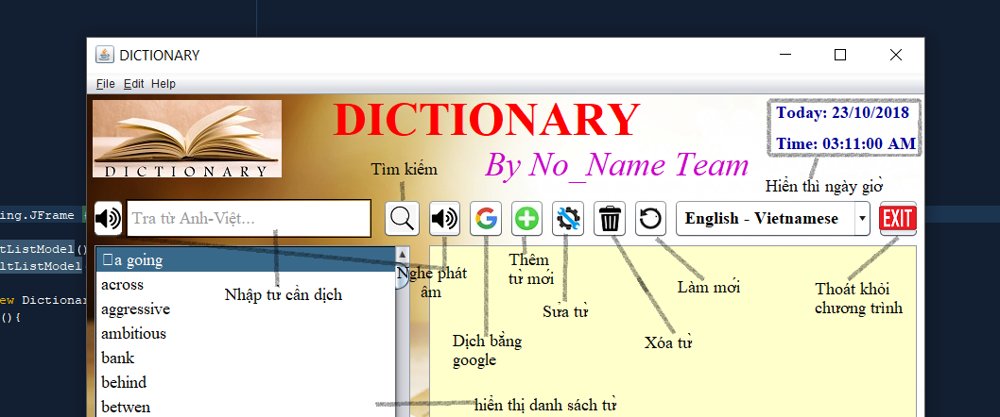 DICTIONARY
File Edit Help
DICTIONARY
By No_Name Team
DICTIONARY
Today: 23/10/2018
Time: 03:11:00 AM
Tìm kiếm
Hiển thì ngày giờ
Tra từ Anh-Việt...
English - Vietnamese
EXIT
ing.JFrame {
tListModel()
ltListModel
ew Dictionar
(){
a going
across
aggressive
ambitious
bank
behind
betwen
Nhập từ cần dịch
Nghe phát
âm
Thêm
từ mới
Sửa từ
Dịch bằng
google
Xóa từ
Làm mới
Thoát khỏi
chương trình
hiển thị danh sách từ